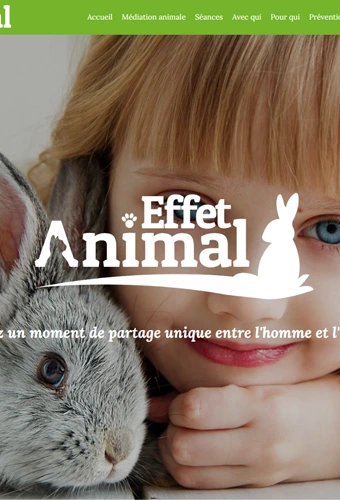 al
Accueil Médiation animale Séances Avec qui Pour qui Préventio
Effet
Animal
z un moment de partage unique entre l'homme et l'